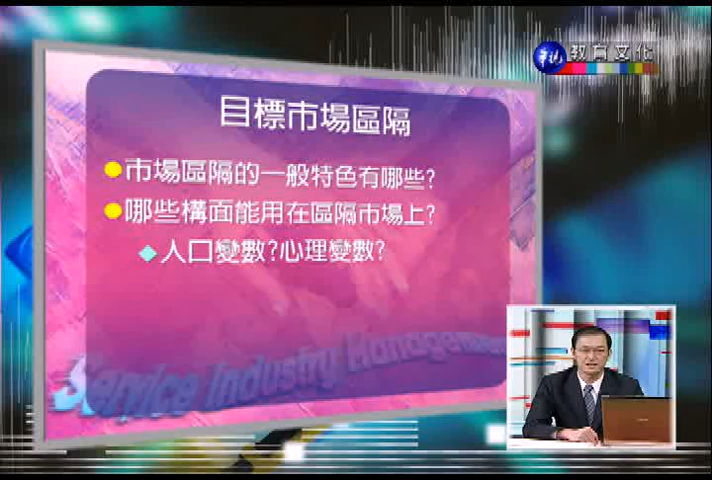 華視 教育文化
目標市場區隔
市場區隔的一般特色有哪些?
哪些構面能用在區隔市場上?
人口變數?心理變數?
Service Industry Management